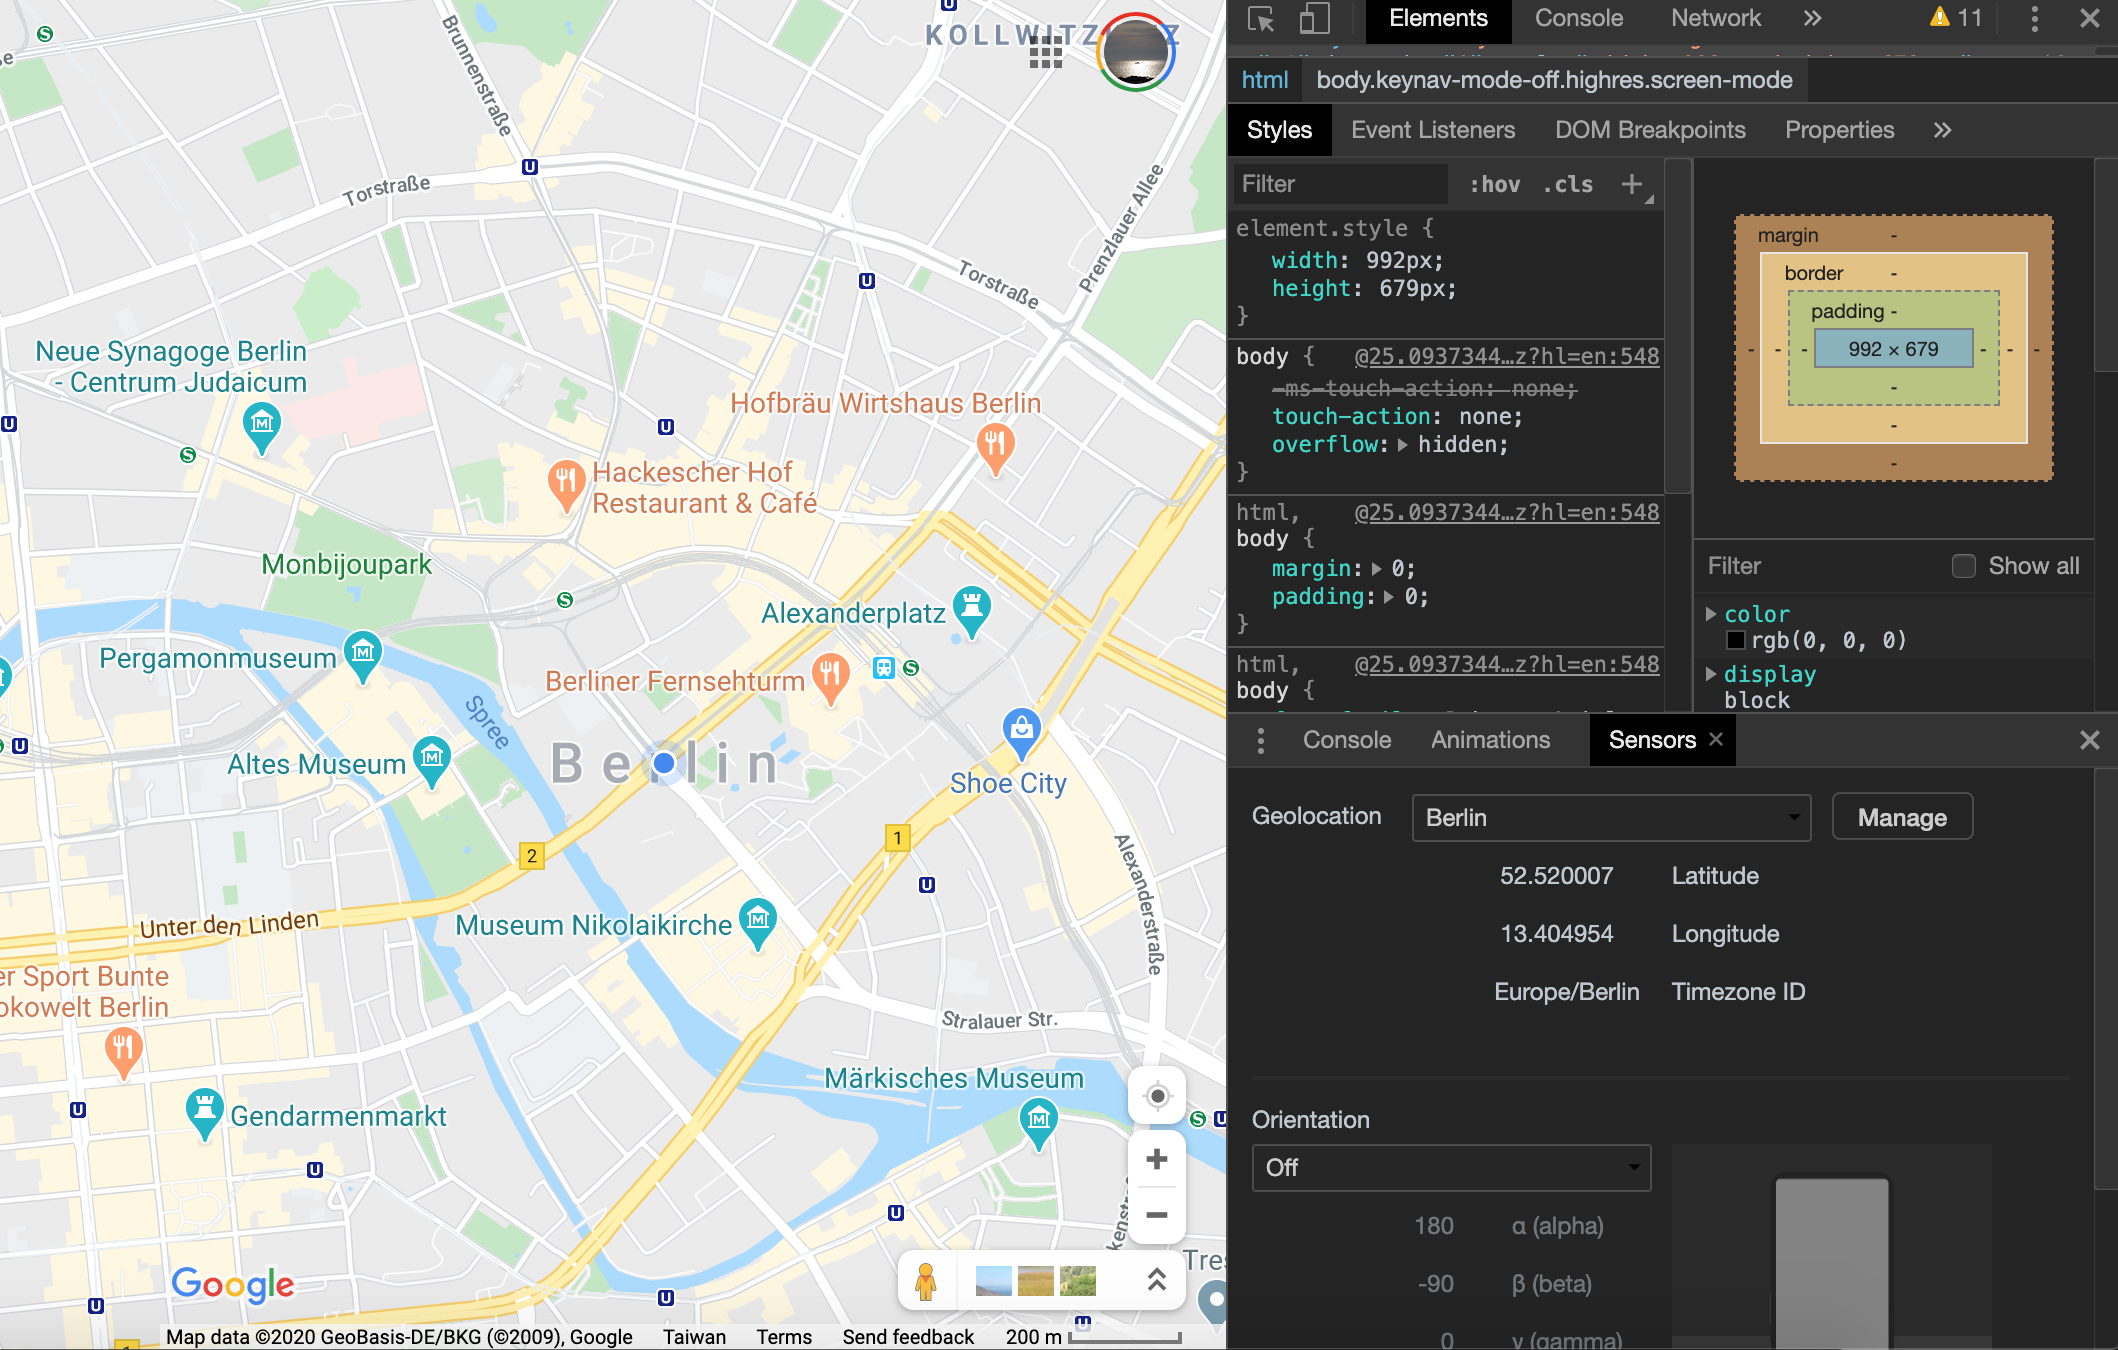 KOLLWITZ
Brunnenstraße
Torstraße
Prenzlauer Allee
Torstraße
Neue Synagoge Berlin
- Centrum Judaicum
Hofbräu Wirtshaus Berlin
Hackescher Hof
Restaurant & Café
Monbijoupark
Alexanderplatz
Pergamonmuseum
Berliner Fernsehturm
Spree
Altes Museum
Berlin
Shoe City
1
2
Alexanderstraße
Unter den Linden
Museum Nikolaikirche
er Sport Bunte
okowelt Berlin
Stralauer Str.
Märkisches Museum
Gendarmenmarkt
Tres
Google
Map data ©2020 GeoBasis-DE/BKG (©2009), Google Taiwan Terms Send feedback 200 m
Elements Console Network » 11
html body.keynav-mode-off.highres.screen-mode
Styles Event Listeners DOM Breakpoints Properties »
Filter :hov .cls +
element.style {
width: 992px;
height: 679px;
}
body { @25.0937344…z?hl=en:548
-ms-touch-action: none;
touch-action: none;
overflow: hidden;
}
html, @25.0937344…z?hl=en:548
body {
margin: 0;
padding: 0;
}
html, @25.0937344…z?hl=en:548
body {
margin -
border -
padding -
- - - 992 × 679 - - -
-
-
-
Filter Show all
color
rgb(0, 0, 0)
display
block
Console Animations Sensors
Geolocation Berlin Manage
52.520007 Latitude
13.404954 Longitude
Europe/Berlin Timezone ID
Orientation
Off
180 α (alpha)
-90 β (beta)
0 γ (gamma)